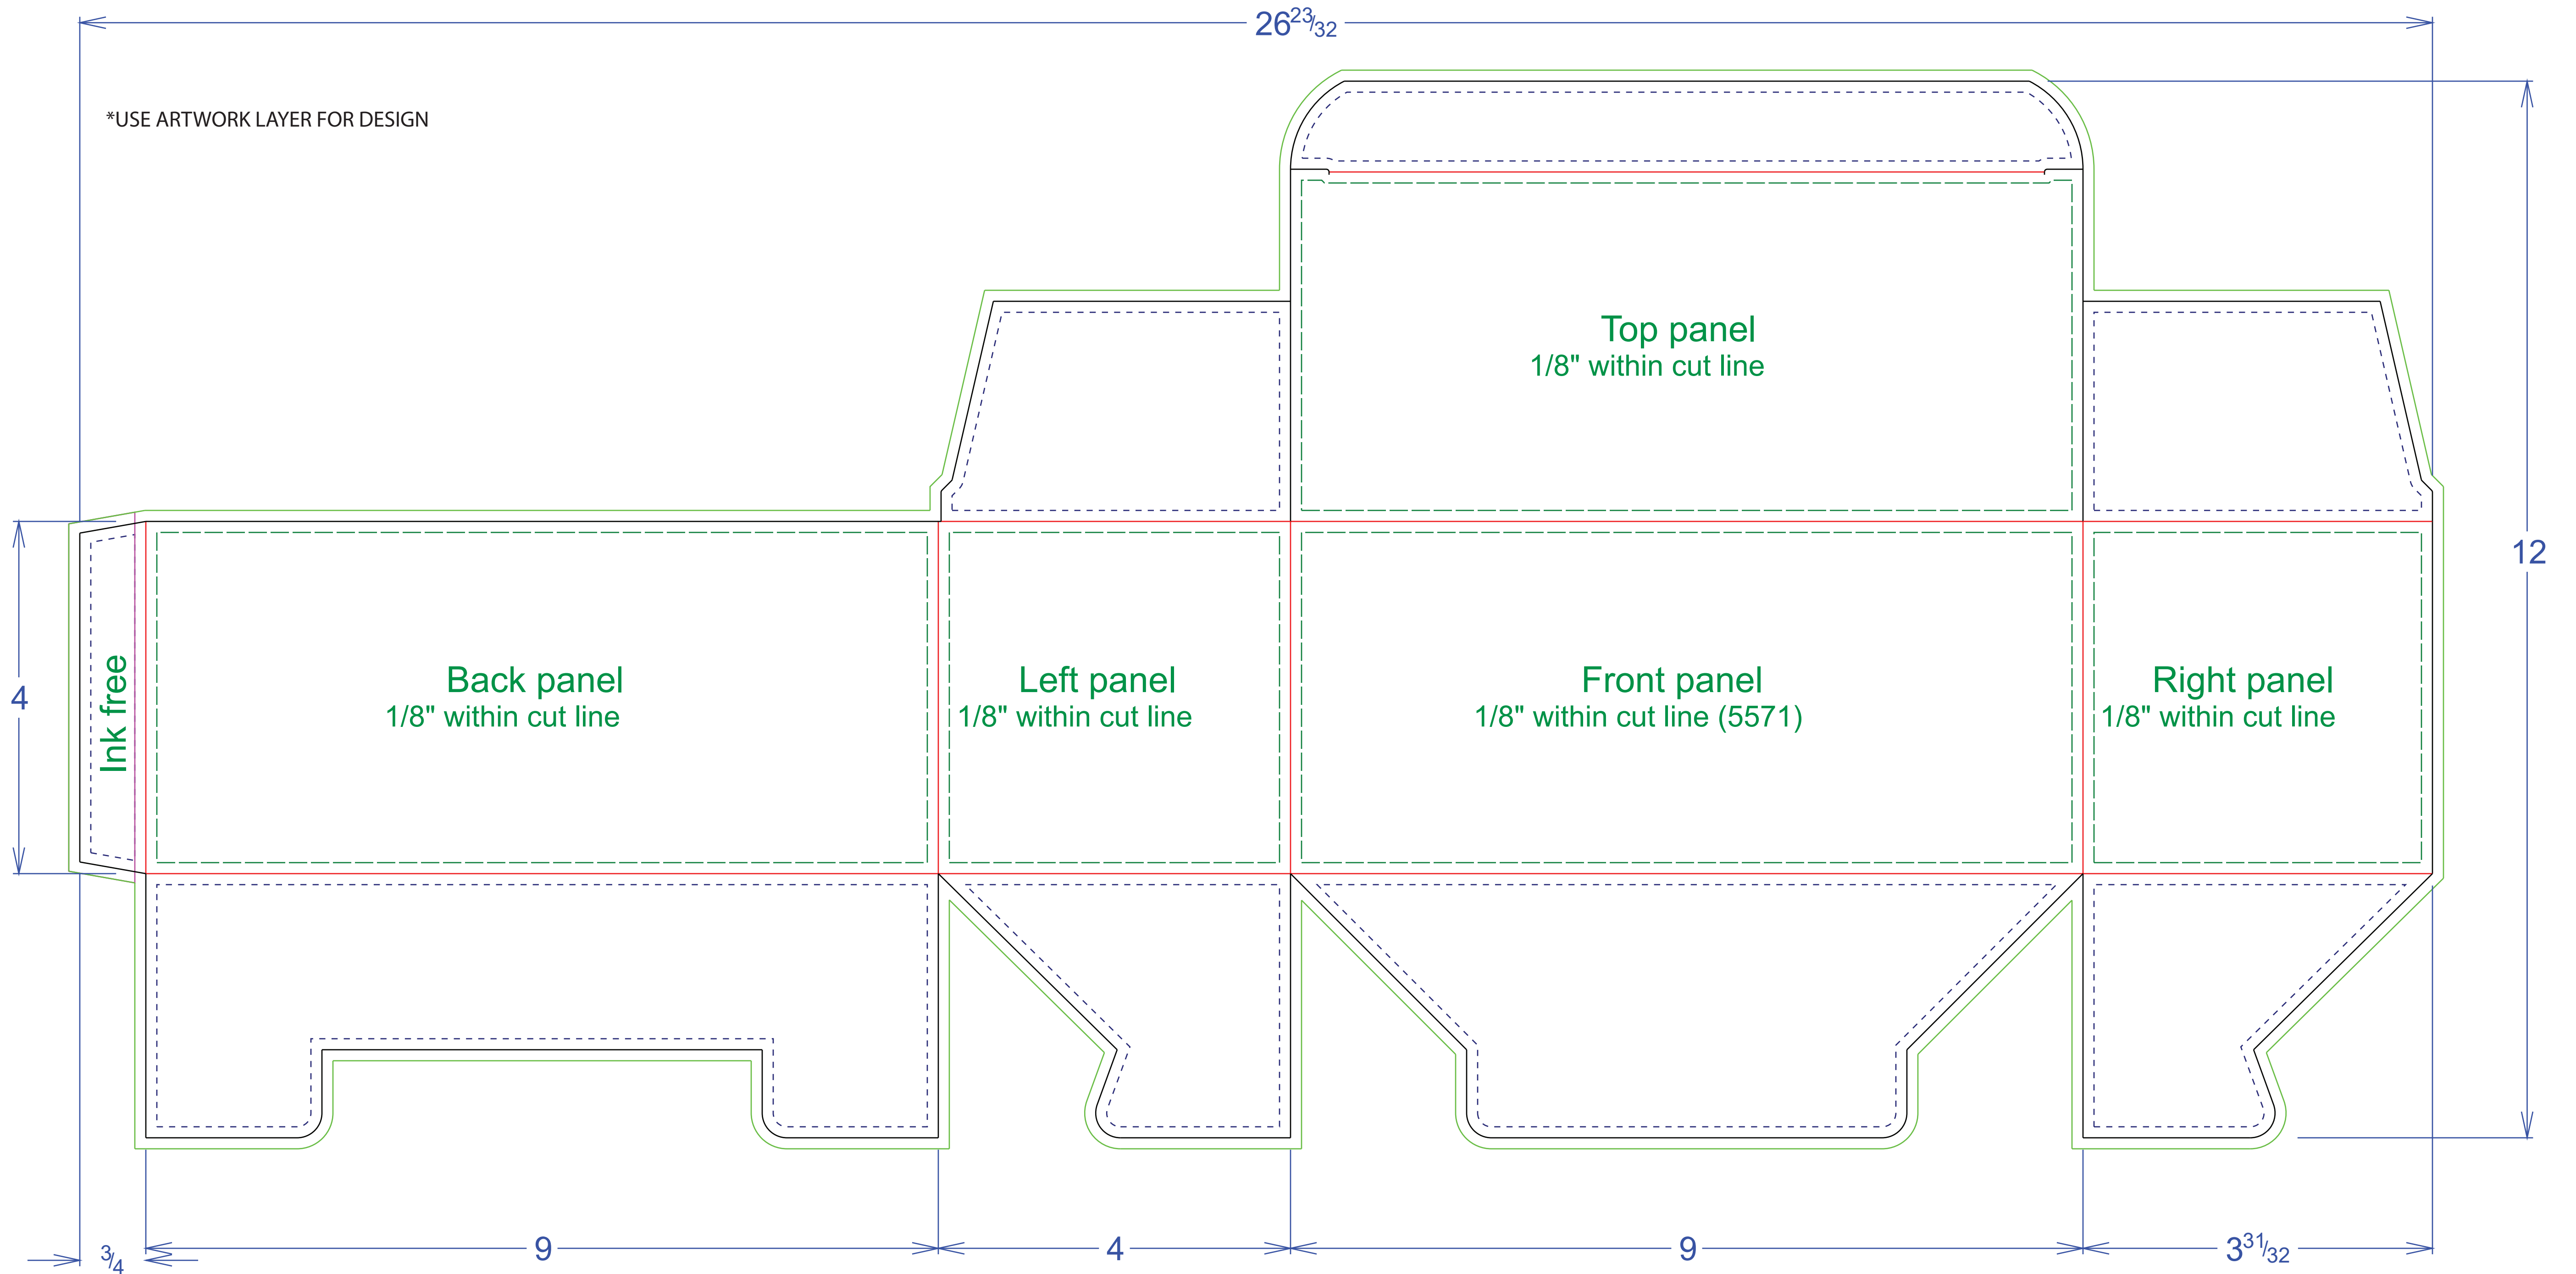 26 23/32
*USE ARTWORK LAYER FOR DESIGN
Top panel
1/8" within cut line
12
4
Ink free
Back panel
1/8" within cut line
Left panel
1/8" within cut line
Front panel
1/8" within cut line (5571)
Right panel
1/8" within cut line
3/4
9
4
9
3 31/32